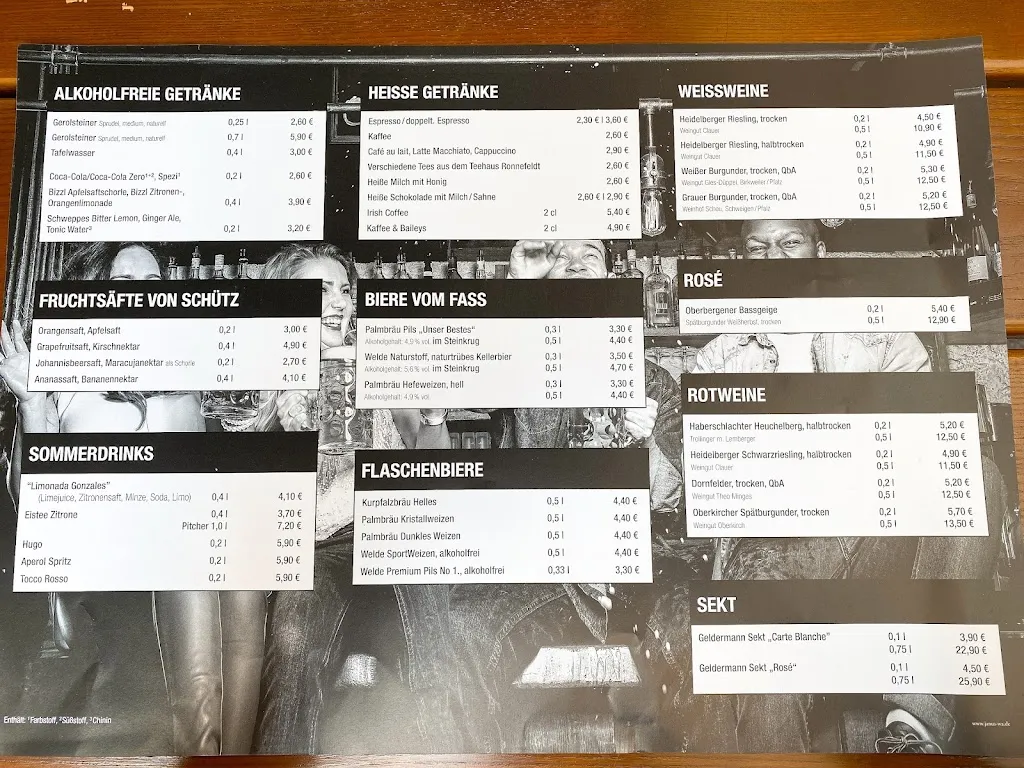 ALKOHOLFREIE GETRÄNKE
Gerolsteiner Sprudel, medium, naturell 0,25 l 2,60 €
Gerolsteiner Sprudel, medium, naturell 0,7 l 5,90 €
Tafelwasser 0,4 l 3,00 €
Coca-Cola/Coca-Cola Zero¹⁺², Spezi¹ 0,2 l 2,60 €
Bizzl Apfelsaftschorle, Bizzl Zitronen-,
Orangenlimonade 0,4 l 3,90 €
Schweppes Bitter Lemon, Ginger Ale,
Tonic Water³ 0,2 l 3,20 €
FRUCHTSÄFTE VON SCHÜTZ
Orangensaft, Apfelsaft 0,2 l 3,00 €
Grapefruitsaft, Kirschnektar 0,4 l 4,90 €
Johannisbeersaft, Maracujanektar als Schorle 0,2 l 2,70 €
Ananassaft, Bananennektar 0,4 l 4,10 €
SOMMERDRINKS
"Limonada Gonzales"
(Limejuice, Zitronensaft, Minze, Soda, Limo) 0,4 l 4,10 €
Eistee Zitrone 0,4 l 3,70 €
Pitcher 1,0 l 7,20 €
Hugo 0,2 l 5,90 €
Aperol Spritz 0,2 l 5,90 €
Tocco Rosso 0,2 l 5,90 €
Enthält: ¹Farbstoff, ²Süßstoff, ³Chinin
HEISSE GETRÄNKE
Espresso / doppelt. Espresso 2,30 € | 3,60 €
Kaffee 2,60 €
Café au lait, Latte Macchiato, Cappuccino 2,90 €
Verschiedene Tees aus dem Teehaus Ronnefeldt 2,60 €
Heiße Milch mit Honig 2,60 €
Heiße Schokolade mit Milch / Sahne 2,60 € | 2,90 €
Irish Coffee 2 cl 5,40 €
Kaffee & Baileys 2 cl 4,90 €
BIERE VOM FASS
Palmbräu Pils „Unser Bestes" 0,3 l 3,30 €
Alkoholgehalt: 4,9 % vol. im Steinkrug 0,5 l 4,40 €
Welde Naturstoff, naturtrübes Kellerbier 0,3 l 3,50 €
Alkoholgehalt: 5,6 % vol. im Steinkrug 0,5 l 4,70 €
Palmbräu Hefeweizen, hell 0,3 l 3,30 €
Alkoholgehalt: 4,9 % vol. 0,5 l 4,40 €
FLASCHENBIERE
Kurpfalzbräu Helles 0,5 l 4,40 €
Palmbräu Kristallweizen 0,5 l 4,40 €
Palmbräu Dunkles Weizen 0,5 l 4,40 €
Welde SportWeizen, alkoholfrei 0,5 l 4,40 €
Welde Premium Pils No 1., alkoholfrei 0,33 l 3,30 €
WEISSWEINE
Heidelberger Riesling, trocken 0,2 l 4,50 €
Weingut Clauer 0,5 l 10,90 €
Heidelberger Riesling, halbtrocken 0,2 l 4,90 €
Weingut Clauer 0,5 l 11,50 €
Weißer Burgunder, trocken, QbA 0,2 l 5,30 €
Weingut Gies-Düppel, Birkweiler / Pfalz 0,5 l 12,50 €
Grauer Burgunder, trocken, QbA 0,2 l 5,20 €
Weinhof Scheu, Schweigen / Pfalz 0,5 l 12,50 €
ROSÉ
Oberbergener Bassgeige 0,2 l 5,40 €
Spätburgunder Weißherbst, trocken 0,5 l 12,90 €
ROTWEINE
Haberschlachter Heuchelberg, halbtrocken 0,2 l 5,20 €
Trollinger m. Lemberger 0,5 l 12,50 €
Heidelberger Schwarzriesling, halbtrocken 0,2 l 4,90 €
Weingut Clauer 0,5 l 11,50 €
Dornfelder, trocken, QbA 0,2 l 5,20 €
Weingut Theo Minges 0,5 l 12,50 €
Oberkircher Spätburgunder, trocken 0,2 l 5,70 €
Weingut Oberkirch 0,5 l 13,50 €
SEKT
Geldermann Sekt „Carte Blanche" 0,1 l 3,90 €
0,75 l 22,90 €
Geldermann Sekt „Rosé" 0,1 l 4,50 €
0,75 l 25,90 €
www.janus-wa.de